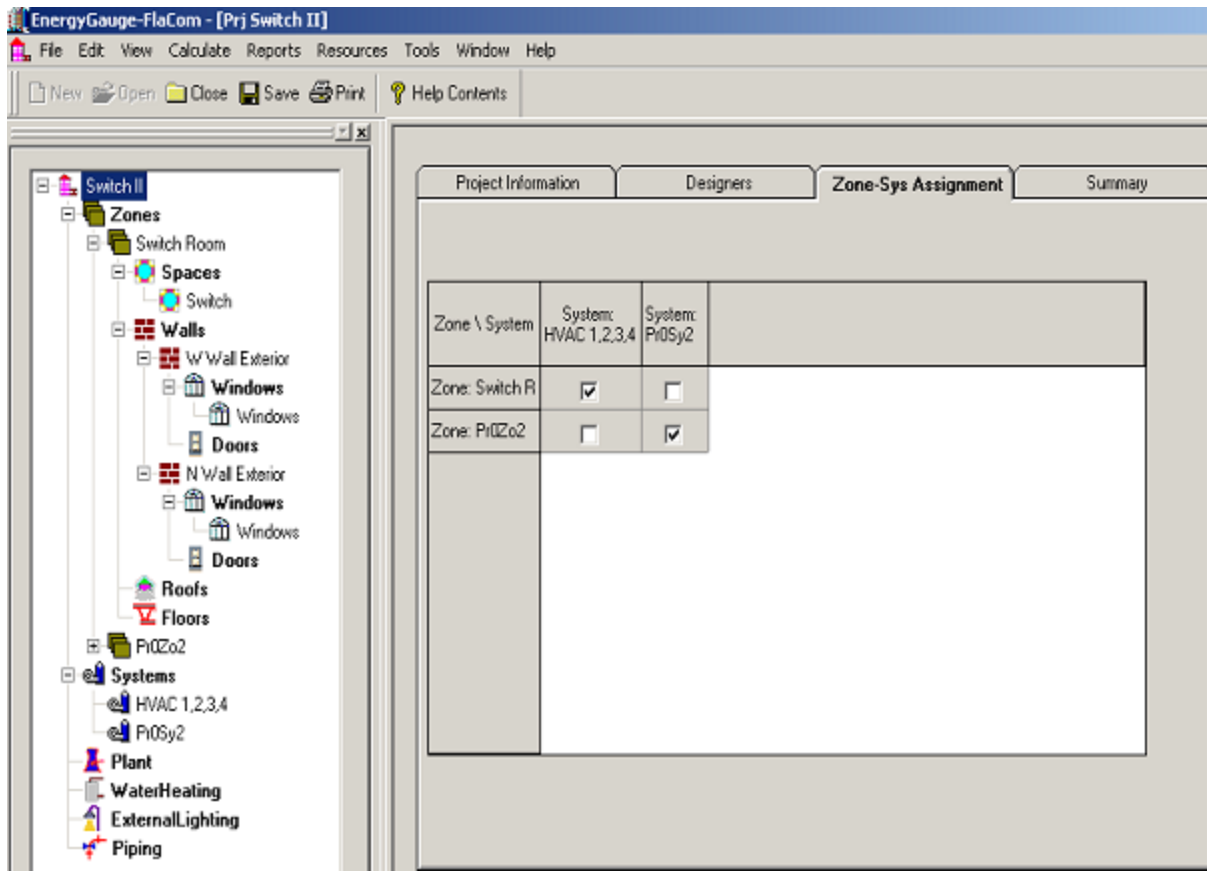 EnergyGauge-FlaCom - [Prj Switch II]
File Edit View Calculate Reports Resources Tools Window Help
New Open Close Save Print Help Contents
Switch II
Zones
Switch Room
Spaces
Switch
Walls
W Wall Exterior
Windows
Windows
Doors
N Wall Exterior
Windows
Windows
Doors
Roofs
Floors
Pr0Zo2
Systems
HVAC 1,2,3,4
Pr0Sy2
Plant
WaterHeating
ExternalLighting
Piping
Project Information Designers Zone-Sys Assignment Summary
Zone \ System
System:
HVAC 1,2,3,4
System:
Pr0Sy2
Zone: Switch R
Zone: Pr0Zo2